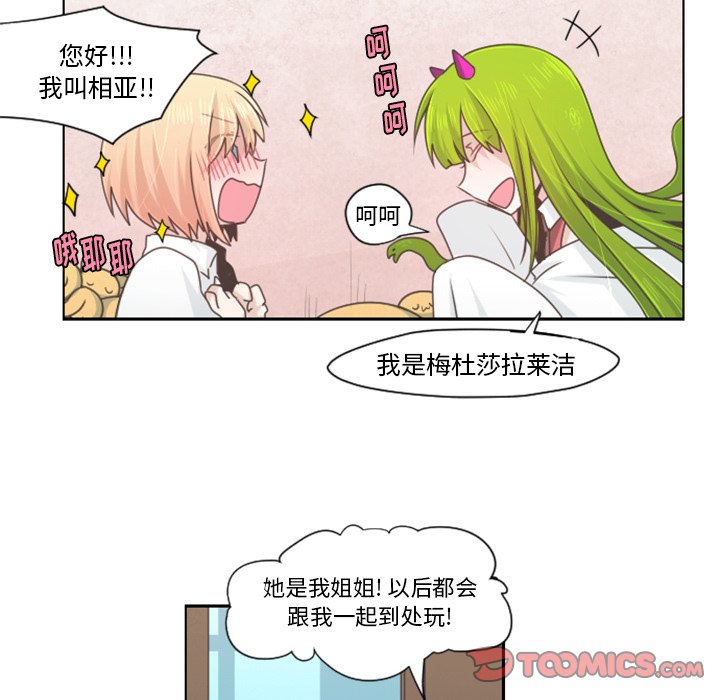 您好!!!
我叫相亚!!
呵呵呵
呵呵
哦耶耶
我是梅杜莎拉莱洁
她是我姐姐! 以后都会
跟我一起到处玩!
TOOMICS.COM